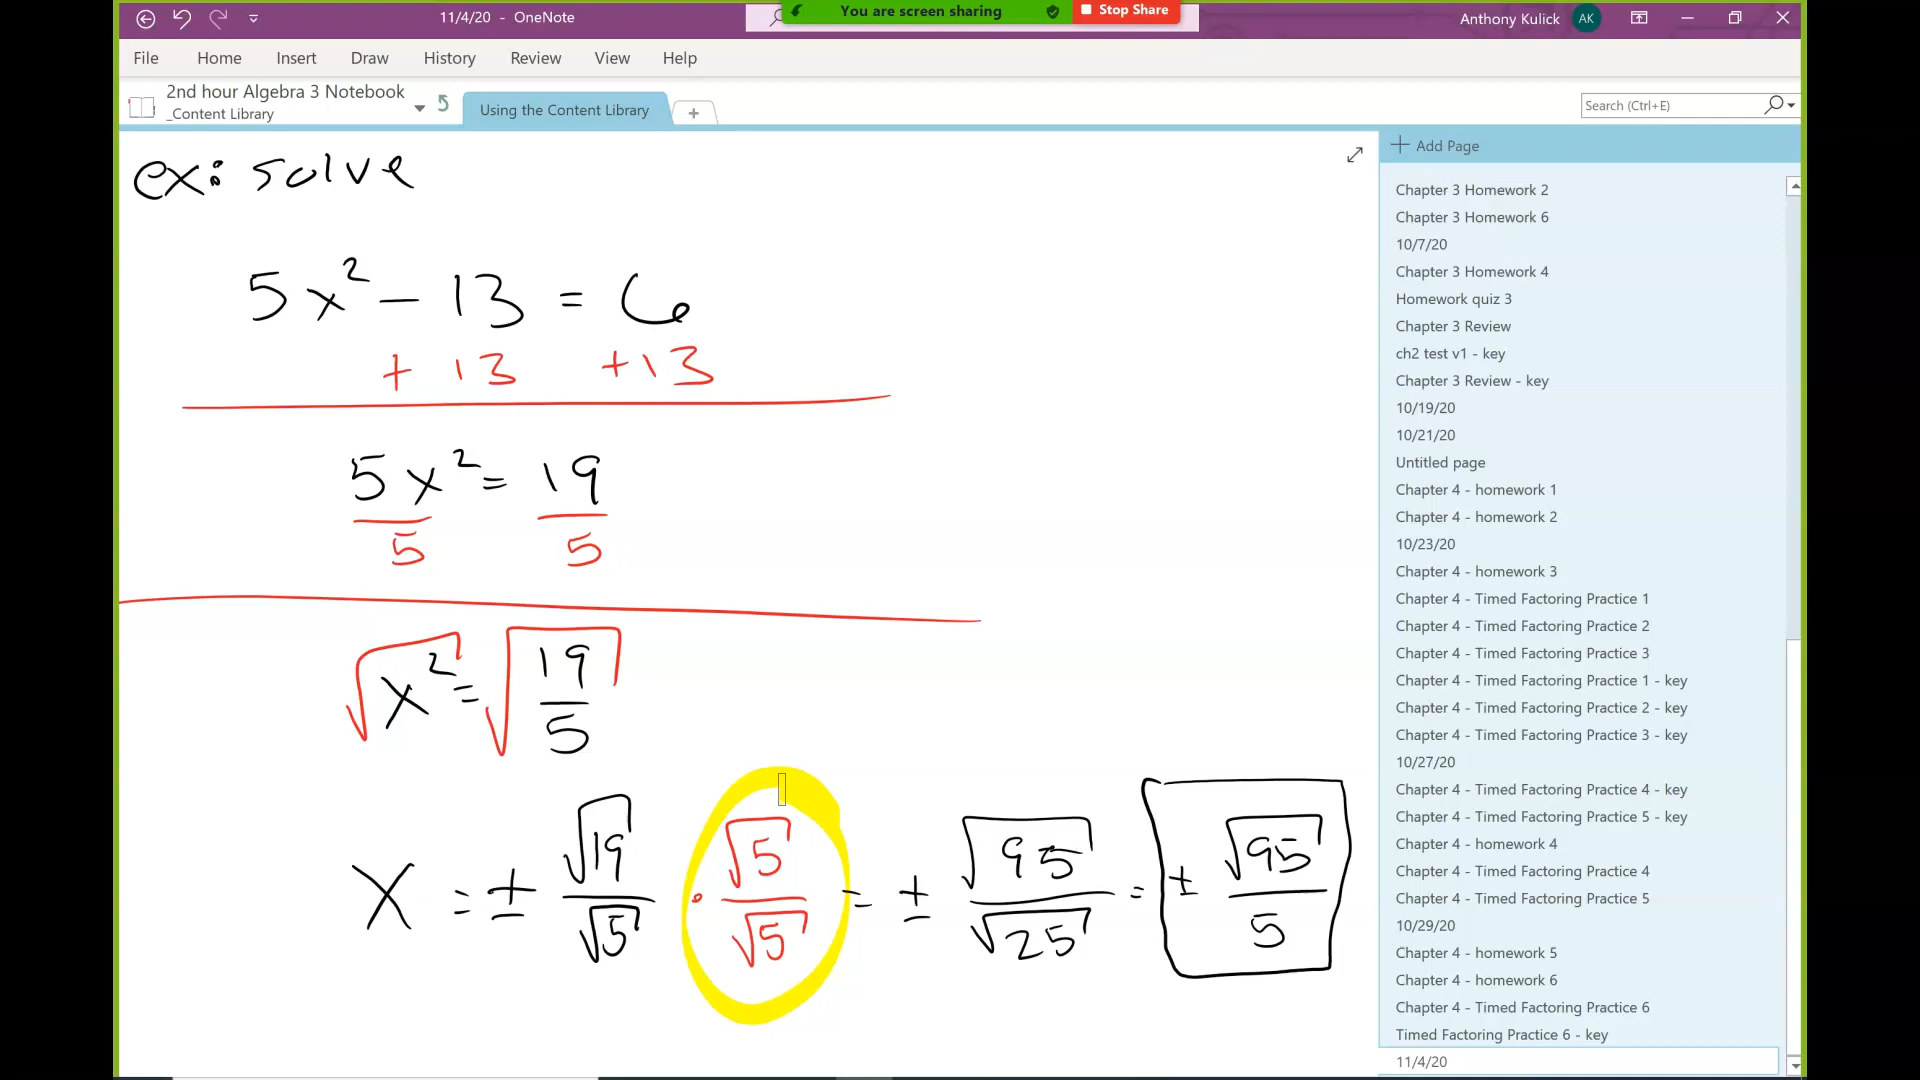 11/4/20 - OneNote
You are screen sharing
Stop Share
Anthony Kulick
AK
File Home Insert Draw History Review View Help
2nd hour Algebra 3 Notebook
_Content Library
Using the Content Library
Search (Ctrl+E)
Add Page
ex: solve
5x² - 13 = 6
+ 13 +13
5x² = 19
5 5
√x² = √19/5
x = ± √19/√5 · √5/√5 = ± √95/√25 = ± √95/5
Chapter 3 Homework 2
Chapter 3 Homework 6
10/7/20
Chapter 3 Homework 4
Homework quiz 3
Chapter 3 Review
ch2 test v1 - key
Chapter 3 Review - key
10/19/20
10/21/20
Untitled page
Chapter 4 - homework 1
Chapter 4 - homework 2
10/23/20
Chapter 4 - homework 3
Chapter 4 - Timed Factoring Practice 1
Chapter 4 - Timed Factoring Practice 2
Chapter 4 - Timed Factoring Practice 3
Chapter 4 - Timed Factoring Practice 1 - key
Chapter 4 - Timed Factoring Practice 2 - key
Chapter 4 - Timed Factoring Practice 3 - key
10/27/20
Chapter 4 - Timed Factoring Practice 4 - key
Chapter 4 - Timed Factoring Practice 5 - key
Chapter 4 - homework 4
Chapter 4 - Timed Factoring Practice 4
Chapter 4 - Timed Factoring Practice 5
10/29/20
Chapter 4 - homework 5
Chapter 4 - homework 6
Chapter 4 - Timed Factoring Practice 6
Timed Factoring Practice 6 - key
11/4/20